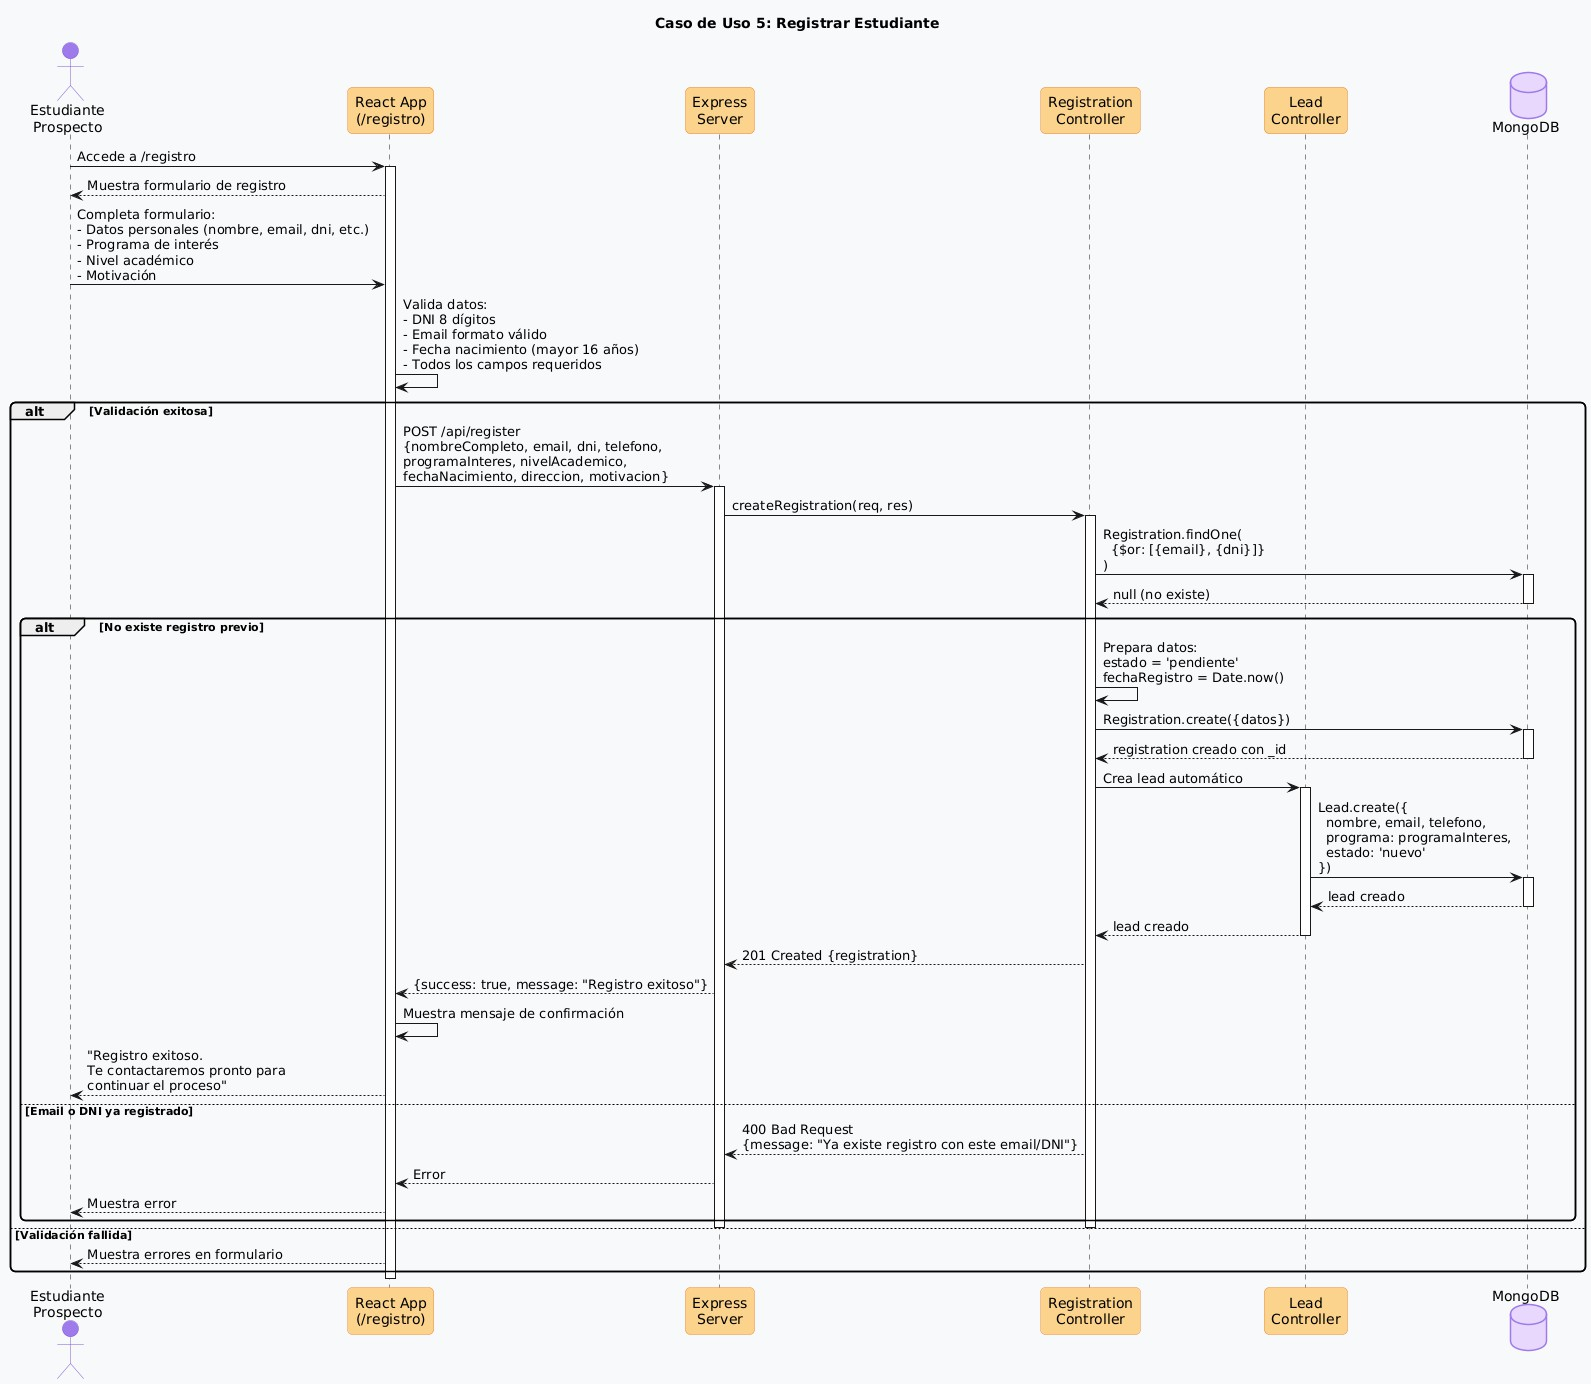 Caso de Uso 5: Registrar Estudiante
Estudiante
Prospecto
React App
(/registro)
Express
Server
Registration
Controller
Lead
Controller
MongoDB
Accede a /registro
Muestra formulario de registro
Completa formulario:
- Datos personales (nombre, email, dni, etc.)
- Programa de interés
- Nivel académico
- Motivación
Valida datos:
- DNI 8 dígitos
- Email formato válido
- Fecha nacimiento (mayor 16 años)
- Todos los campos requeridos
alt [Validación exitosa]
POST /api/register
{nombreCompleto, email, dni, telefono,
programaInteres, nivelAcademico,
fechaNacimiento, direccion, motivacion}
createRegistration(req, res)
Registration.findOne(
{$or: [{email}, {dni}]}
)
null (no existe)
alt [No existe registro previo]
Prepara datos:
estado = 'pendiente'
fechaRegistro = Date.now()
Registration.create({datos})
registration creado con _id
Crea lead automático
Lead.create({
nombre, email, telefono,
programa: programaInteres,
estado: 'nuevo'
})
lead creado
lead creado
201 Created {registration}
{success: true, message: "Registro exitoso"}
Muestra mensaje de confirmación
"Registro exitoso.
Te contactaremos pronto para
continuar el proceso"
[Email o DNI ya registrado]
400 Bad Request
{message: "Ya existe registro con este email/DNI"}
Error
Muestra error
[Validación fallida]
Muestra errores en formulario
Estudiante
Prospecto
React App
(/registro)
Express
Server
Registration
Controller
Lead
Controller
MongoDB